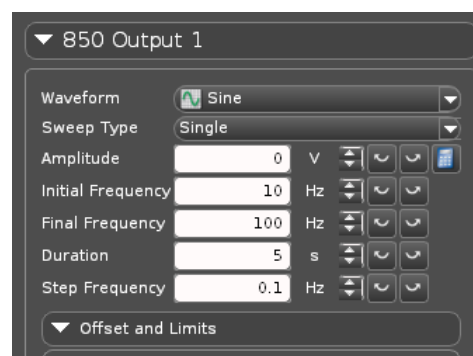 850 Output 1
Waveform Sine
Sweep Type Single
Amplitude 0 V
Initial Frequency 10 Hz
Final Frequency 100 Hz
Duration 5 s
Step Frequency 0.1 Hz
Offset and Limits